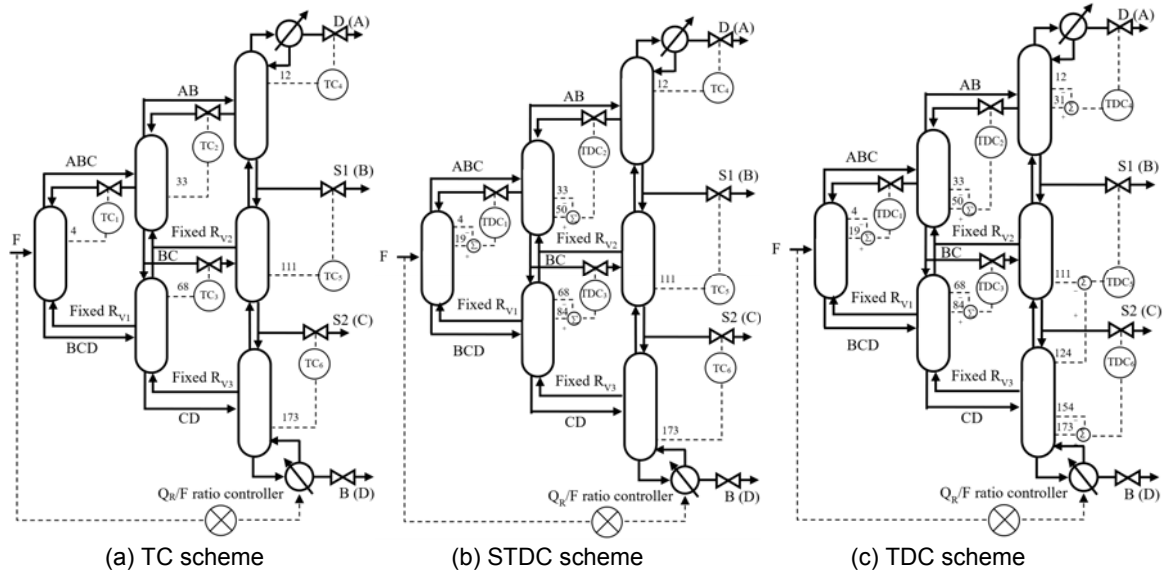 D (A)
12
TC4
AB
TC2
ABC
33
S1 (B)
4
TC1
F
Fixed RV2
BC
111
TC5
68
TC3
Fixed RV1
BCD
S2 (C)
Fixed RV3
TC6
CD
173
QR/F ratio controller
B (D)
(a) TC scheme
D (A)
12
TC4
AB
TDC2
ABC
33
50
Σ
S1 (B)
4
19
Σ
TDC1
F
Fixed RV2
BC
111
TC5
68
84
Σ
TDC3
Fixed RV1
BCD
S2 (C)
Fixed RV3
TC6
CD
173
QR/F ratio controller
B (D)
(b) STDC scheme
D (A)
12
31
Σ
TDC4
AB
TDC2
ABC
33
50
Σ
S1 (B)
4
19
Σ
TDC1
F
Fixed RV2
BC
111
Σ
TDC5
68
84
Σ
TDC3
Fixed RV1
BCD
S2 (C)
124
Fixed RV3
TDC6
CD
154
173
Σ
QR/F ratio controller
B (D)
(c) TDC scheme